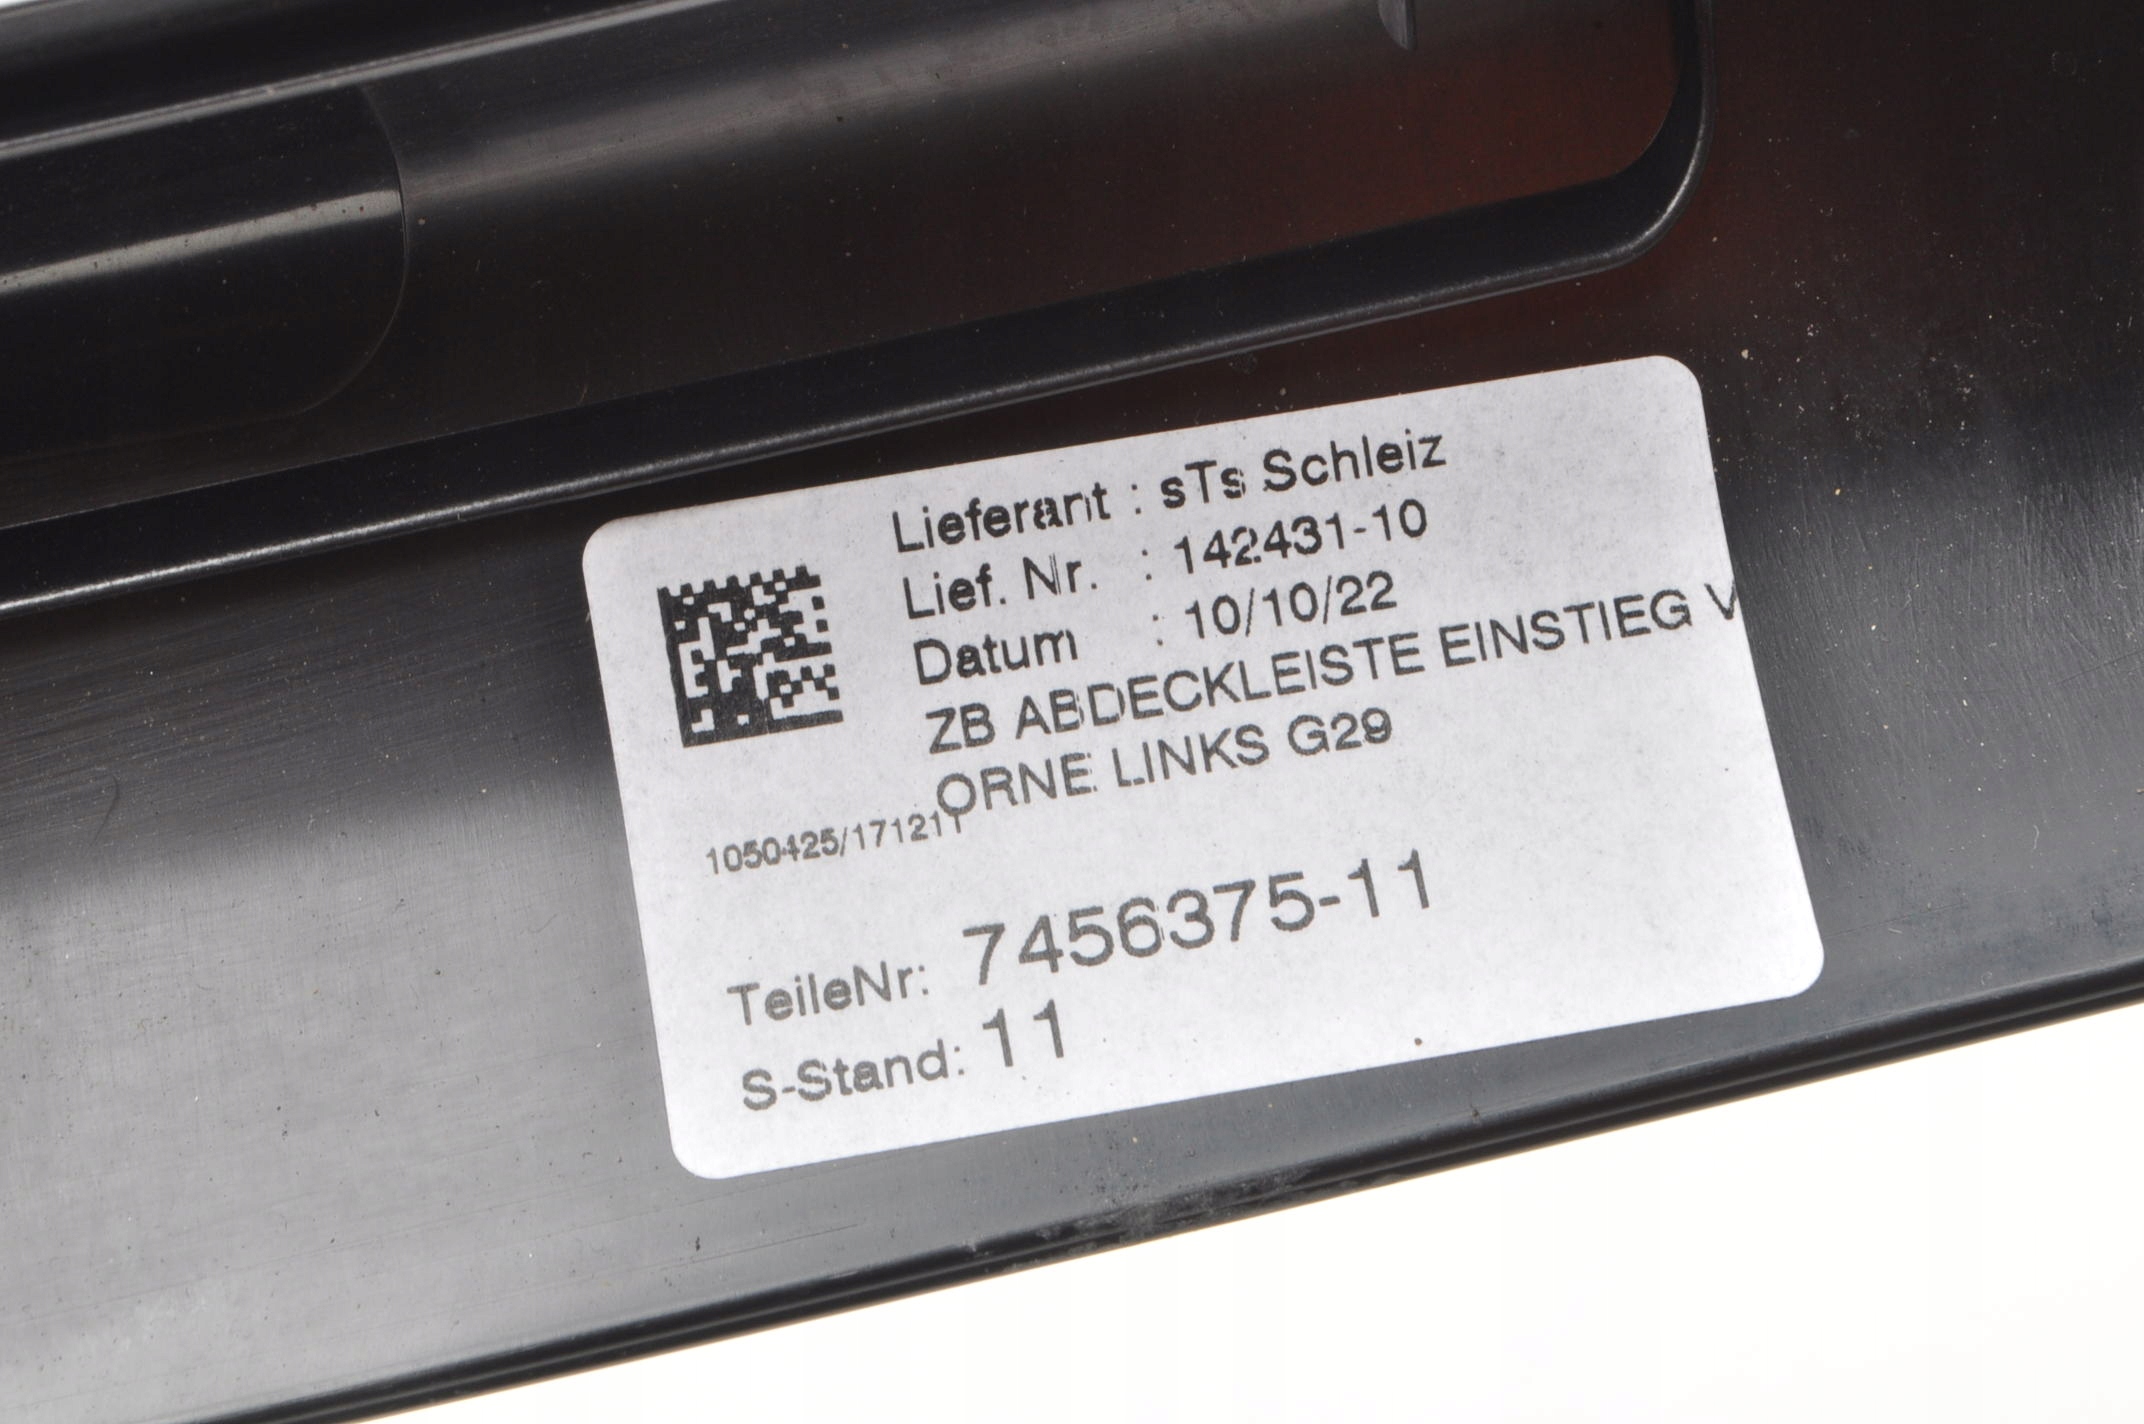 Lieferant : sTs Schleiz
Lief. Nr. : 142431-10
Datum : 10/10/22
ZB ABDECKLEISTE EINSTIEG V
ORNE LINKS G29
1050425/171211
TeileNr: 7456375-11
S-Stand: 11